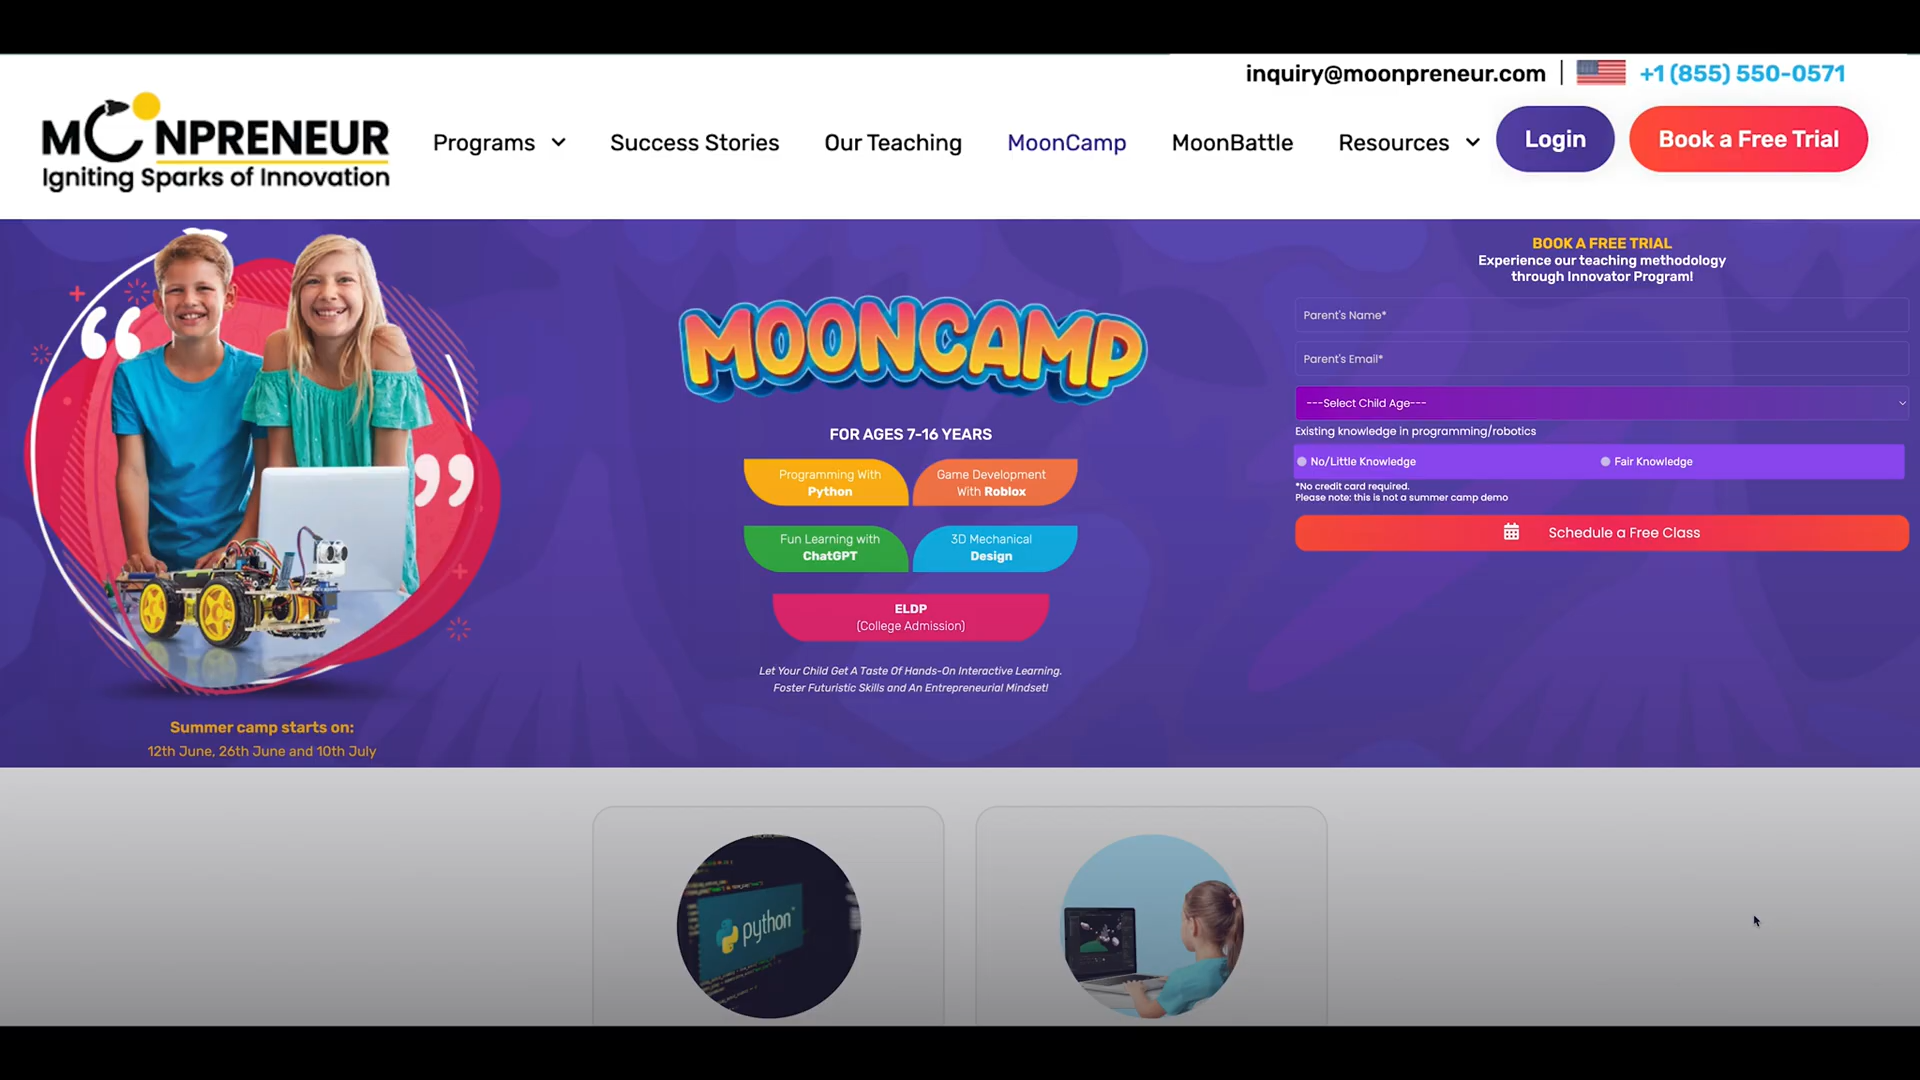 inquiry@moonpreneur.com | +1 (855) 550-0571
MOONPRENEUR
Igniting Sparks of Innovation
Programs
Success Stories
Our Teaching
MoonCamp
MoonBattle
Resources
Login
Book a Free Trial
Summer camp starts on:
12th June, 26th June and 10th July
MOONCAMP
FOR AGES 7-16 YEARS
Programming With
Python
Game Development
With Roblox
Fun Learning with
ChatGPT
3D Mechanical
Design
ELDP
(College Admission)
Let Your Child Get A Taste Of Hands-On Interactive Learning.
Foster Futuristic Skills and An Entrepreneurial Mindset!
BOOK A FREE TRIAL
Experience our teaching methodology
through Innovator Program!
Parent's Name*
Parent's Email*
---Select Child Age---
Existing knowledge in programming/robotics
No/Little Knowledge
Fair Knowledge
*No credit card required.
Please note: this is not a summer camp demo
Schedule a Free Class
python